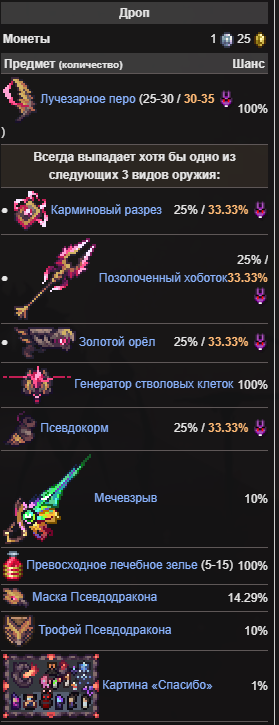 Дроп
Монеты 1 25
Предмет (количество) Шанс
Лучезарное перо (25-30 / 30-35
) 100%
Всегда выпадает хотя бы одно из
следующих 3 видов оружия:
• Карминовый разрез 25% / 33.33%
25% /
• Позолоченный хоботок 33.33%
• Золотой орёл 25% / 33.33%
Генератор стволовых клеток 100%
Псевдокорм 25% / 33.33%
Мечевзрыв 10%
Превосходное лечебное зелье (5-15) 100%
Маска Псевдодракона 14.29%
Трофей Псевдодракона 10%
Картина «Спасибо» 1%